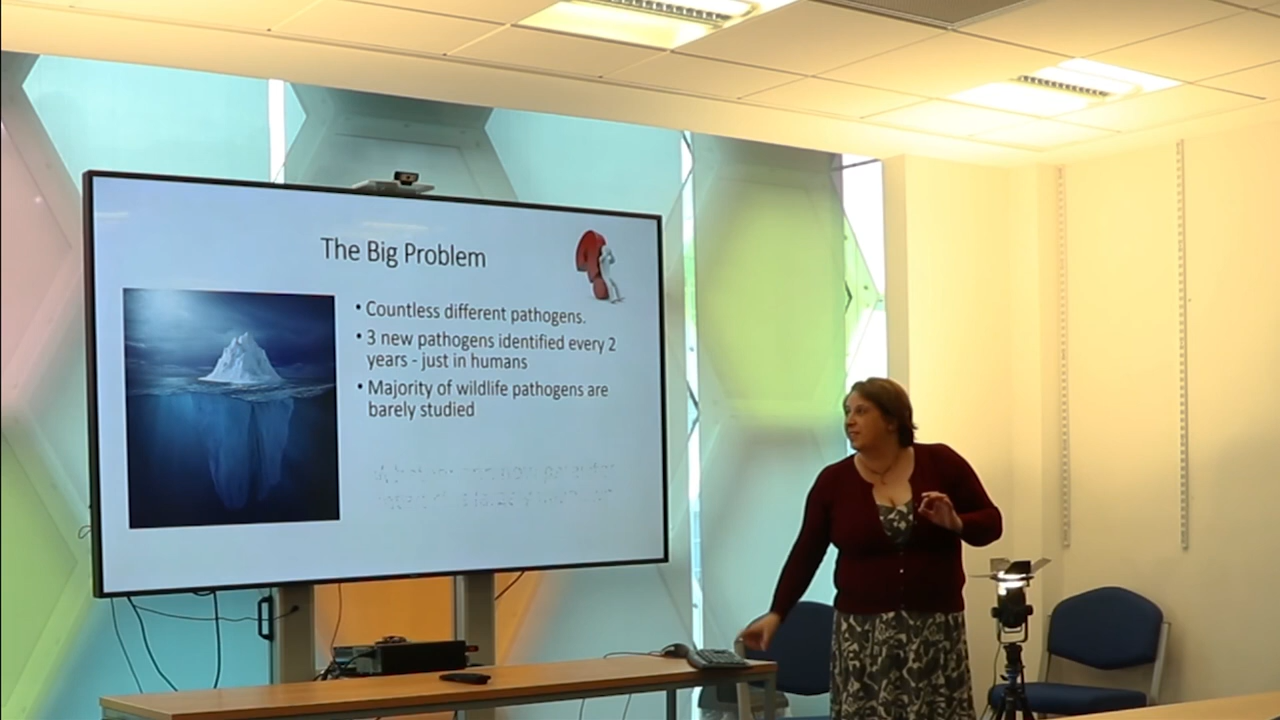 The Big Problem
• Countless different pathogens.
• 3 new pathogens identified every 2
years - just in humans
• Majority of wildlife pathogens are
barely studied